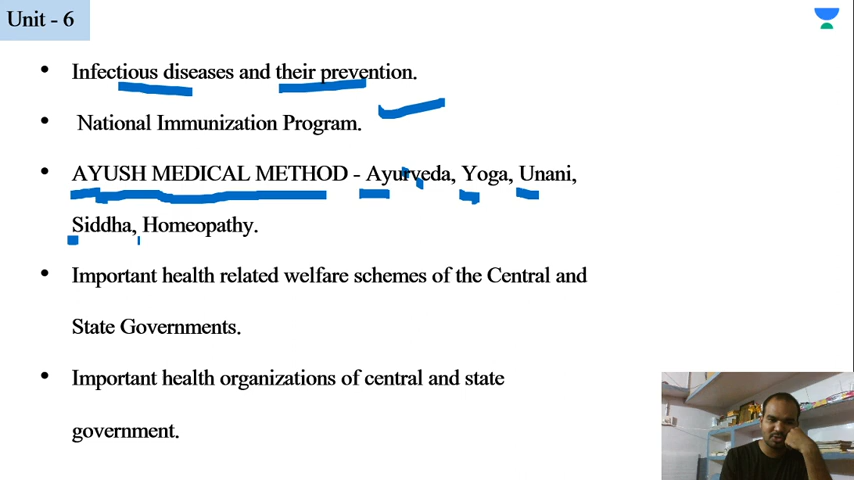 Unit - 6
• Infectious diseases and their prevention.
• National Immunization Program.
• AYUSH MEDICAL METHOD - Ayurveda, Yoga, Unani,
Siddha, Homeopathy.
• Important health related welfare schemes of the Central and
State Governments.
• Important health organizations of central and state
government.